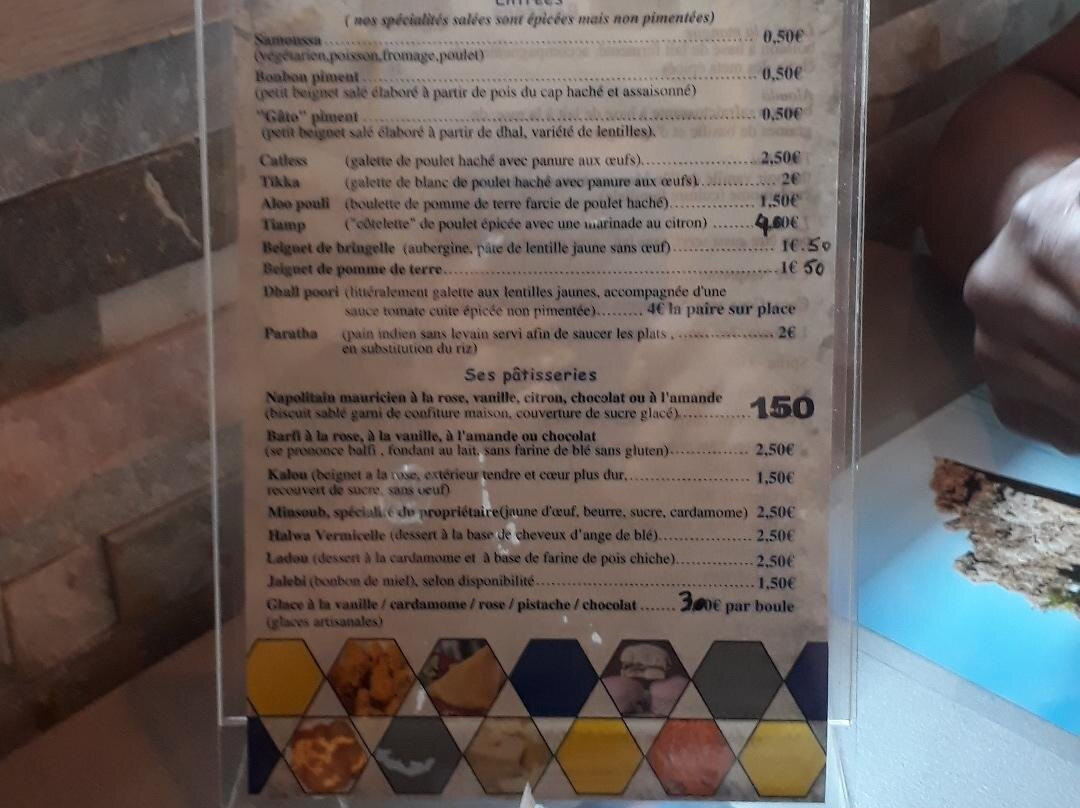 Entrées
( nos spécialités salées sont épicées mais non pimentées)
Samoussa ........ 0,50€
(végétarien,poisson,fromage,poulet)
Bonbon piment ........ 0,50€
(petit beignet salé élaboré à partir de pois du cap haché et assaisonné)
"Gâto" piment ........ 0,50€
(petit beignet salé élaboré à partir de dhal, variété de lentilles).
Catless (galette de poulet haché avec panure aux œufs)........ 2,50€
Tikka (galette de blanc de poulet haché avec panure aux œufs)........ 2€
Aloo pouli (boulette de pomme de terre farcie de poulet haché)........ 1,50€
Tiamp ("côtelette" de poulet épicée avec une marinade au citron) ........ 4,00€
Beignet de bringelle (aubergine, pâte de lentille jaune sans œuf)........ 1€.50
Beignet de pomme de terre........ 1€ 50
Dhall poori (littéralement galette aux lentilles jaunes, accompagnée d'une
sauce tomate cuite épicée non pimentée)........ 4€ la paire sur place
Paratha (pain indien sans levain servi afin de saucer les plats , ........ 2€
en substitution du riz)
Ses pâtisseries
Napolitain mauricien à la rose, vanille, citron, chocolat ou à l'amande
(biscuit sablé garni de confiture maison, couverture de sucre glacé)........ 150
Barfi à la rose, à la vanille, à l'amande ou chocolat
(se prononce balfi , fondant au lait, sans farine de blé sans gluten)........ 2,50€
Kalou (beignet a la rose, extérieur tendre et cœur plus dur, ........ 1,50€
recouvert de sucre, sans oeuf)
Minsoub, spécialité du propriétaire(jaune d'œuf, beurre, sucre, cardamome) 2,50€
Halwa Vermicelle (dessert à la base de cheveux d'ange de blé)........ 2,50€
Ladou (dessert à la cardamome et à base de farine de pois chiche)........ 2,50€
Jalebi (bonbon de miel), selon disponibilité........ 1,50€
Glace à la vanille / cardamome / rose / pistache / chocolat ...... 3,00€ par boule
(glaces artisanales)